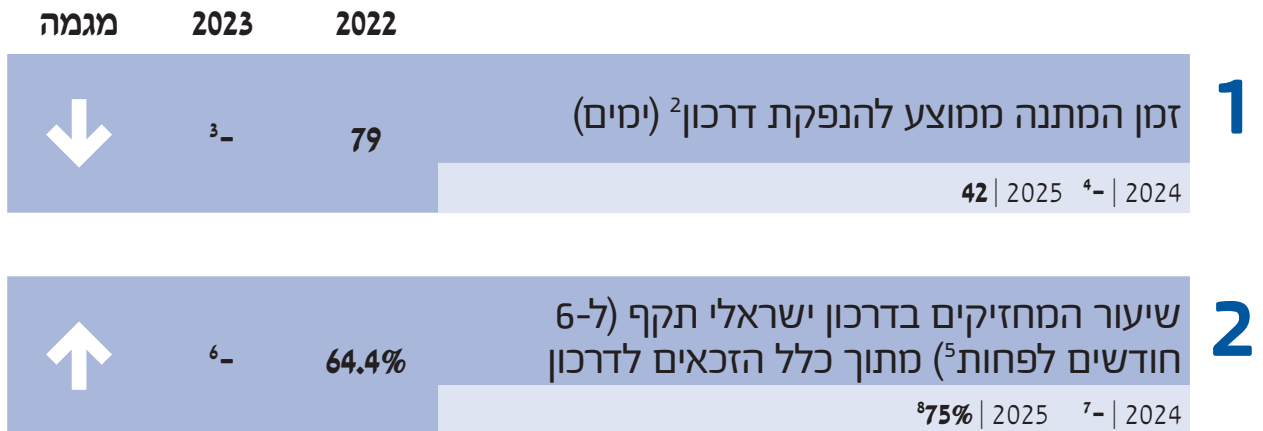 2022 2023 מגמה
1 זמן המתנה ממוצע להנפקת דרכון² (ימים) 79 –³
2024 | –⁴ 2025 | 42
2 שיעור המחזיקים בדרכון ישראלי תקף (ל-6
חודשים לפחות⁵) מתוך כלל הזכאים לדרכון 64.4% –⁶
2024 | –⁷ 2025 | 75%⁸